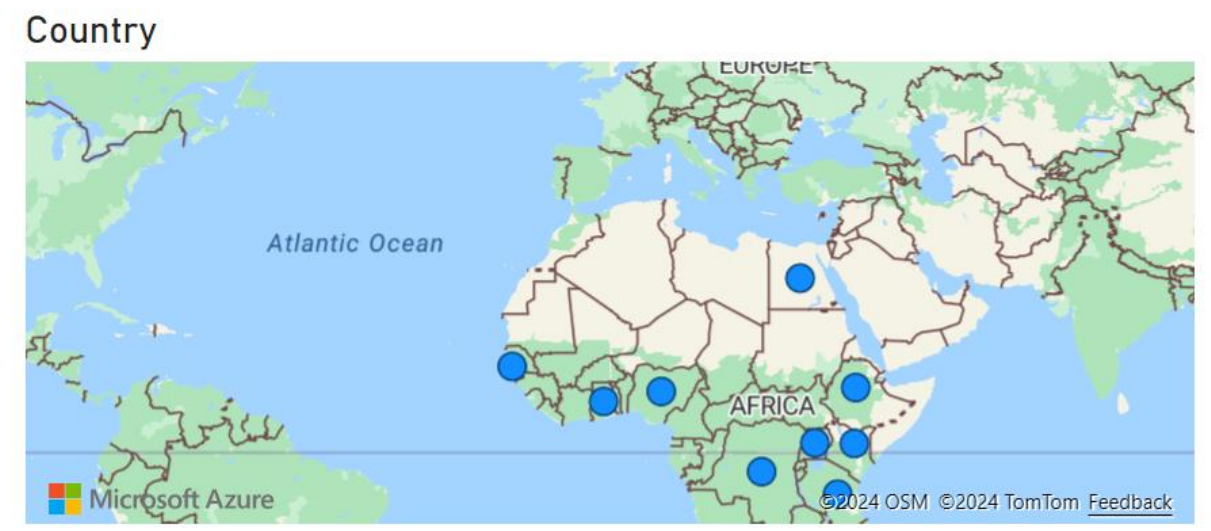 Country
EUROPE
Atlantic Ocean
AFRICA
Microsoft Azure
©2024 OSM ©2024 TomTom Feedback